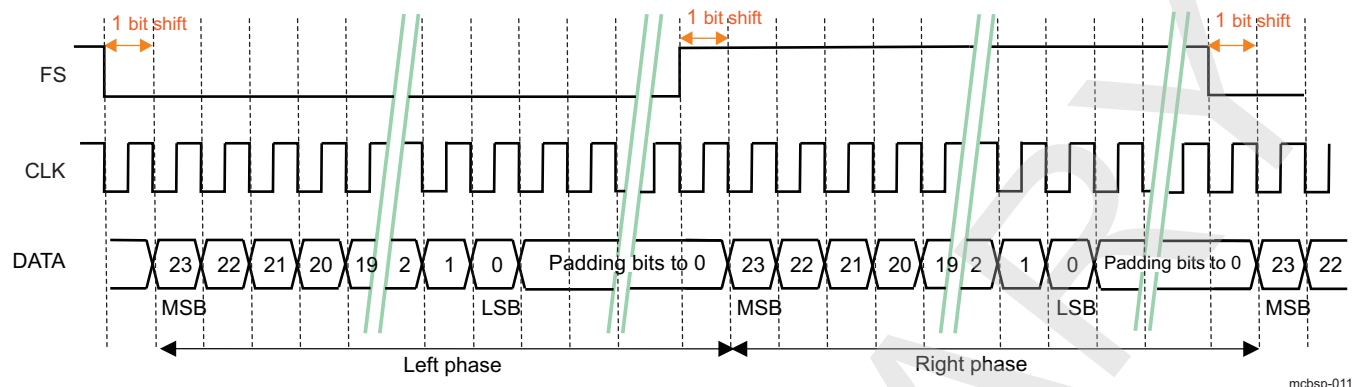 1 bit shift 1 bit shift 1 bit shift
FS
CLK
DATA 23 22 21 20 19 2 1 0 Padding bits to 0 23 22 21 20 19 2 1 0 Padding bits to 0 23 22
MSB LSB MSB LSB MSB
Left phase Right phase
mcbsp-011